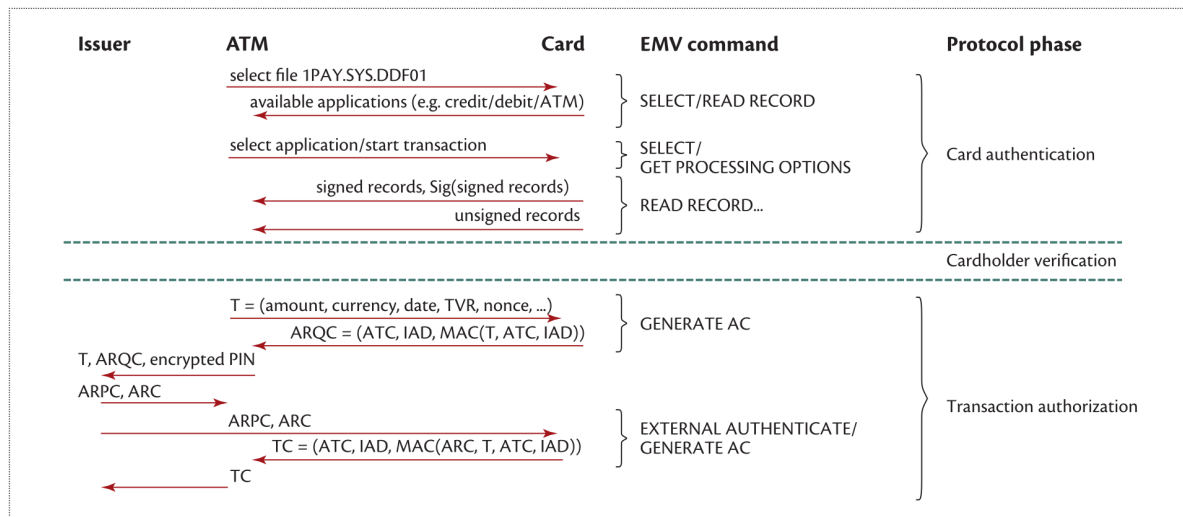 Issuer ATM Card EMV command Protocol phase
select file 1PAY.SYS.DDF01
available applications (e.g. credit/debit/ATM)
SELECT/READ RECORD
select application/start transaction
SELECT/
GET PROCESSING OPTIONS
Card authentication
signed records, Sig(signed records)
unsigned records
READ RECORD...
Cardholder verification
T = (amount, currency, date, TVR, nonce, ...)
ARQC = (ATC, IAD, MAC(T, ATC, IAD))
GENERATE AC
T, ARQC, encrypted PIN
ARPC, ARC
Transaction authorization
ARPC, ARC
TC = (ATC, IAD, MAC(ARC, T, ATC, IAD))
EXTERNAL AUTHENTICATE/
GENERATE AC
TC